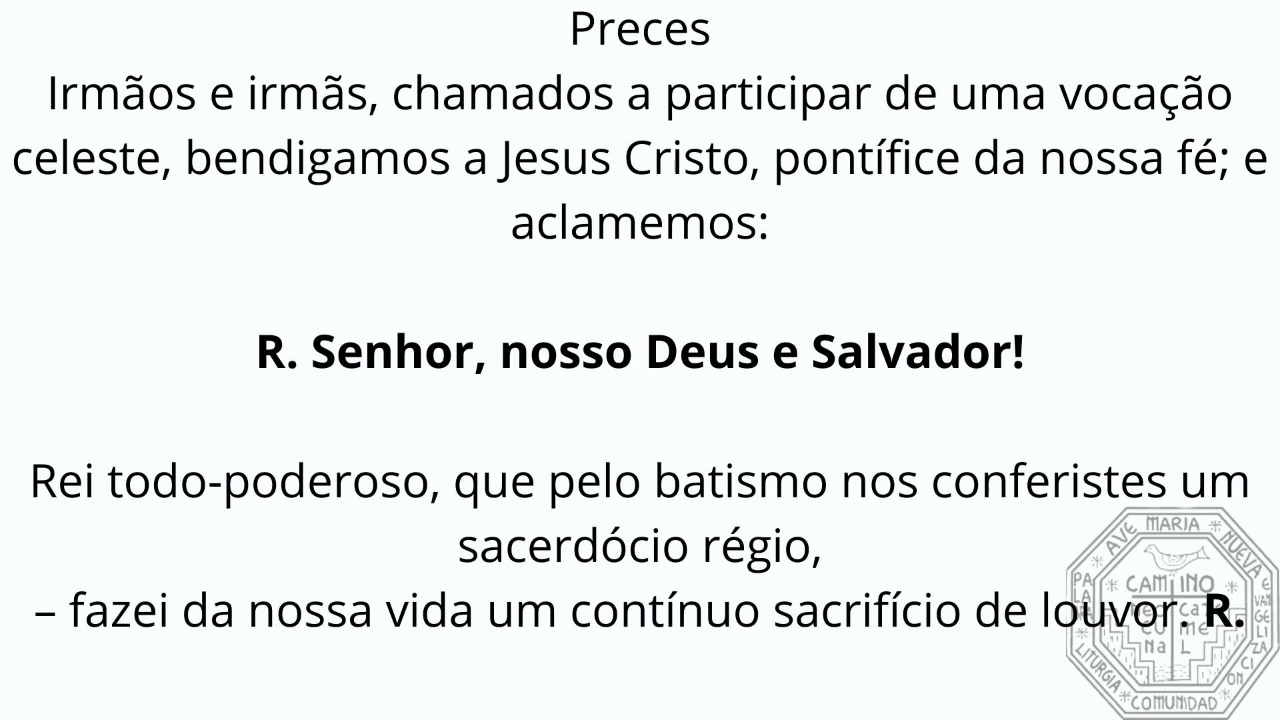 Preces
Irmãos e irmãs, chamados a participar de uma vocação
celeste, bendigamos a Jesus Cristo, pontífice da nossa fé; e
aclamemos:
R. Senhor, nosso Deus e Salvador!
Rei todo-poderoso, que pelo batismo nos conferistes um
sacerdócio régio,
– fazei da nossa vida um contínuo sacrifício de louvor. R.
AVE MARIA
NUEVA
EVANGELIZACION
COMUNIDAD
LITURGIA
PALABRA
CAMINO